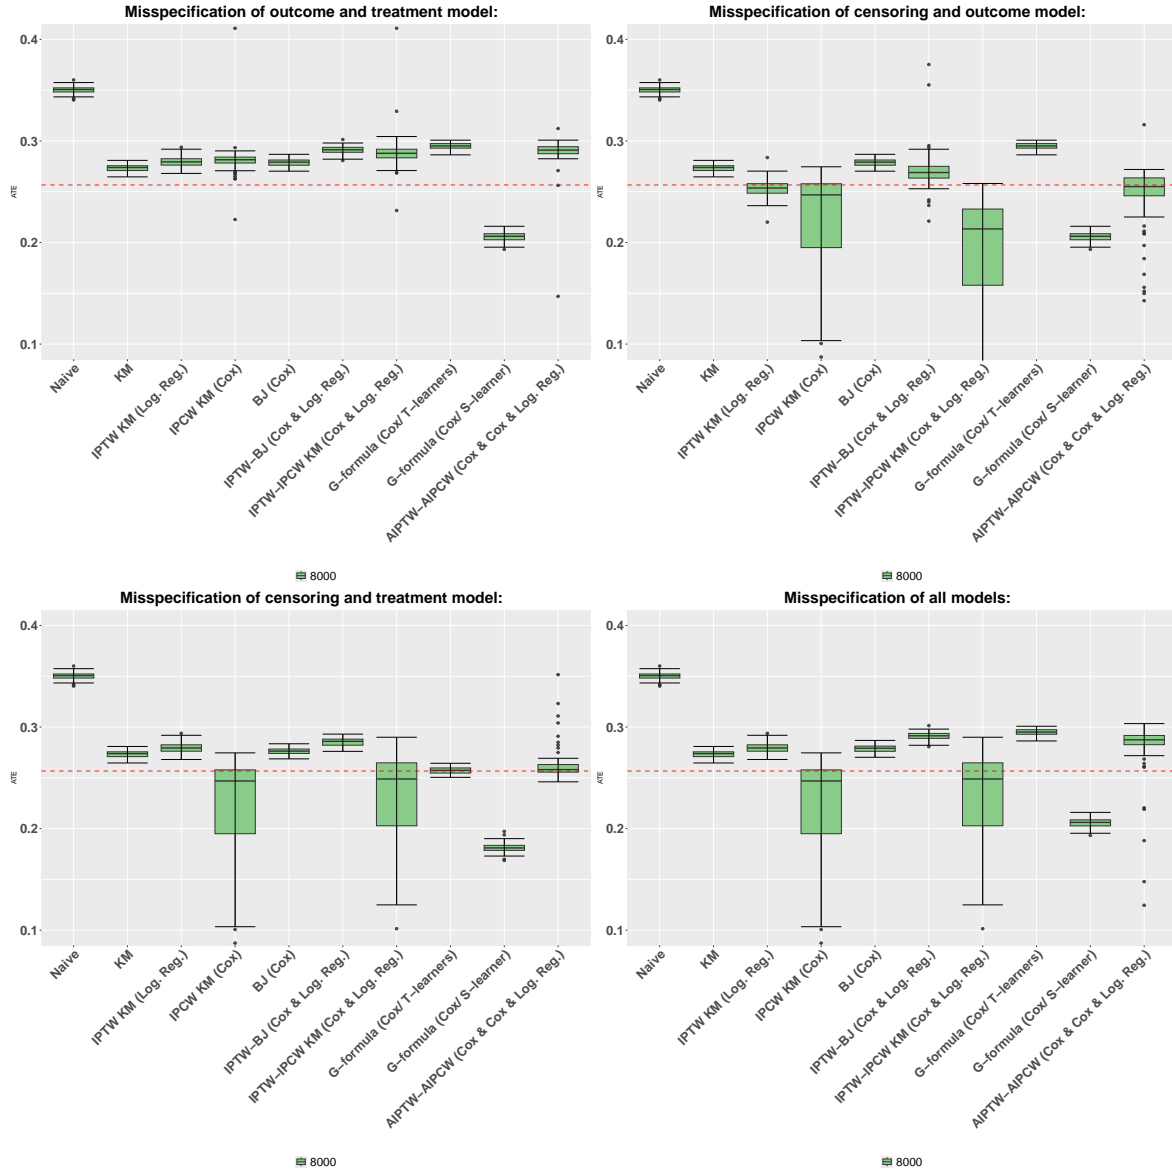 Misspecification of outcome and treatment model:
0.4
0.3
0.2
0.1
ATE
Naive
KM
IPTW KM (Log. Reg.)
IPCW KM (Cox)
BJ (Cox)
IPTW−BJ (Cox & Log. Reg.)
IPTW−IPCW KM (Cox & Log. Reg.)
G−formula (Cox/ T−learners)
G−formula (Cox/ S−learner)
AIPTW−AIPCW (Cox & Cox & Log. Reg.)
8000
Misspecification of censoring and outcome model:
0.4
0.3
0.2
0.1
ATE
Naive
KM
IPTW KM (Log. Reg.)
IPCW KM (Cox)
BJ (Cox)
IPTW−BJ (Cox & Log. Reg.)
IPTW−IPCW KM (Cox & Log. Reg.)
G−formula (Cox/ T−learners)
G−formula (Cox/ S−learner)
AIPTW−AIPCW (Cox & Cox & Log. Reg.)
8000
Misspecification of censoring and treatment model:
0.4
0.3
0.2
0.1
ATE
Naive
KM
IPTW KM (Log. Reg.)
IPCW KM (Cox)
BJ (Cox)
IPTW−BJ (Cox & Log. Reg.)
IPTW−IPCW KM (Cox & Log. Reg.)
G−formula (Cox/ T−learners)
G−formula (Cox/ S−learner)
AIPTW−AIPCW (Cox & Cox & Log. Reg.)
8000
Misspecification of all models:
0.4
0.3
0.2
0.1
ATE
Naive
KM
IPTW KM (Log. Reg.)
IPCW KM (Cox)
BJ (Cox)
IPTW−BJ (Cox & Log. Reg.)
IPTW−IPCW KM (Cox & Log. Reg.)
G−formula (Cox/ T−learners)
G−formula (Cox/ S−learner)
AIPTW−AIPCW (Cox & Cox & Log. Reg.)
8000